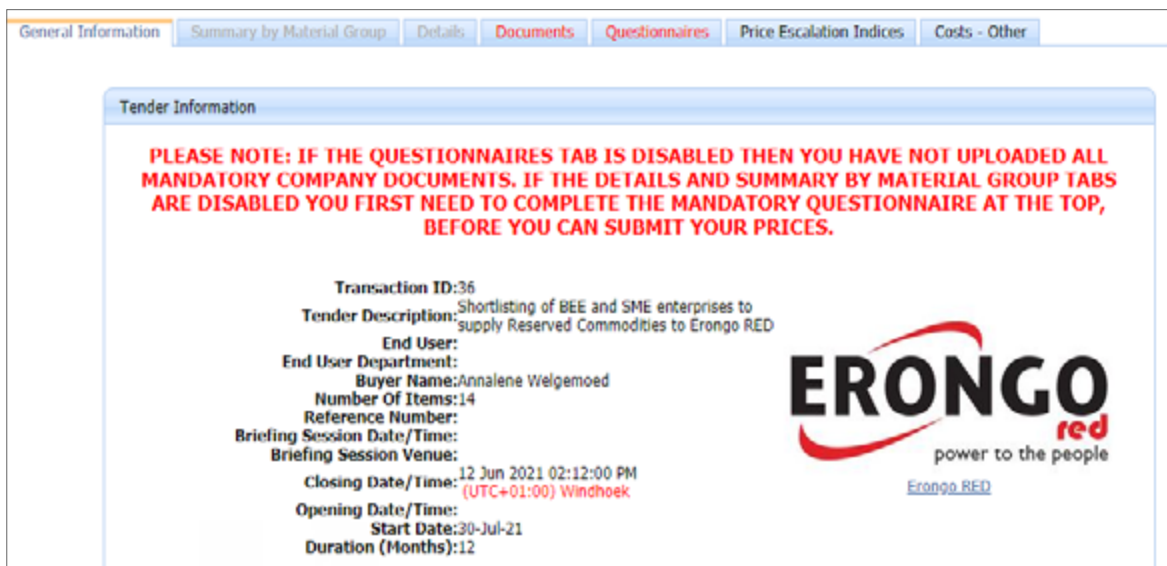 General Information Summary by Material Group Details Documents Questionnaires Price Escalation Indices Costs - Other
Tender Information
PLEASE NOTE: IF THE QUESTIONNAIRES TAB IS DISABLED THEN YOU HAVE NOT UPLOADED ALL
MANDATORY COMPANY DOCUMENTS. IF THE DETAILS AND SUMMARY BY MATERIAL GROUP TABS
ARE DISABLED YOU FIRST NEED TO COMPLETE THE MANDATORY QUESTIONNAIRE AT THE TOP,
BEFORE YOU CAN SUBMIT YOUR PRICES.
Transaction ID:36
Tender Description:Shortlisting of BEE and SME enterprises to
supply Reserved Commodities to Erongo RED
End User:
End User Department:
Buyer Name:Annalene Welgemoed
Number Of Items:14
Reference Number:
Briefing Session Date/Time:
Briefing Session Venue:
Closing Date/Time:12 Jun 2021 02:12:00 PM
(UTC+01:00) Windhoek
Opening Date/Time:
Start Date:30-Jul-21
Duration (Months):12
ERONGO
red
power to the people
Erongo RED